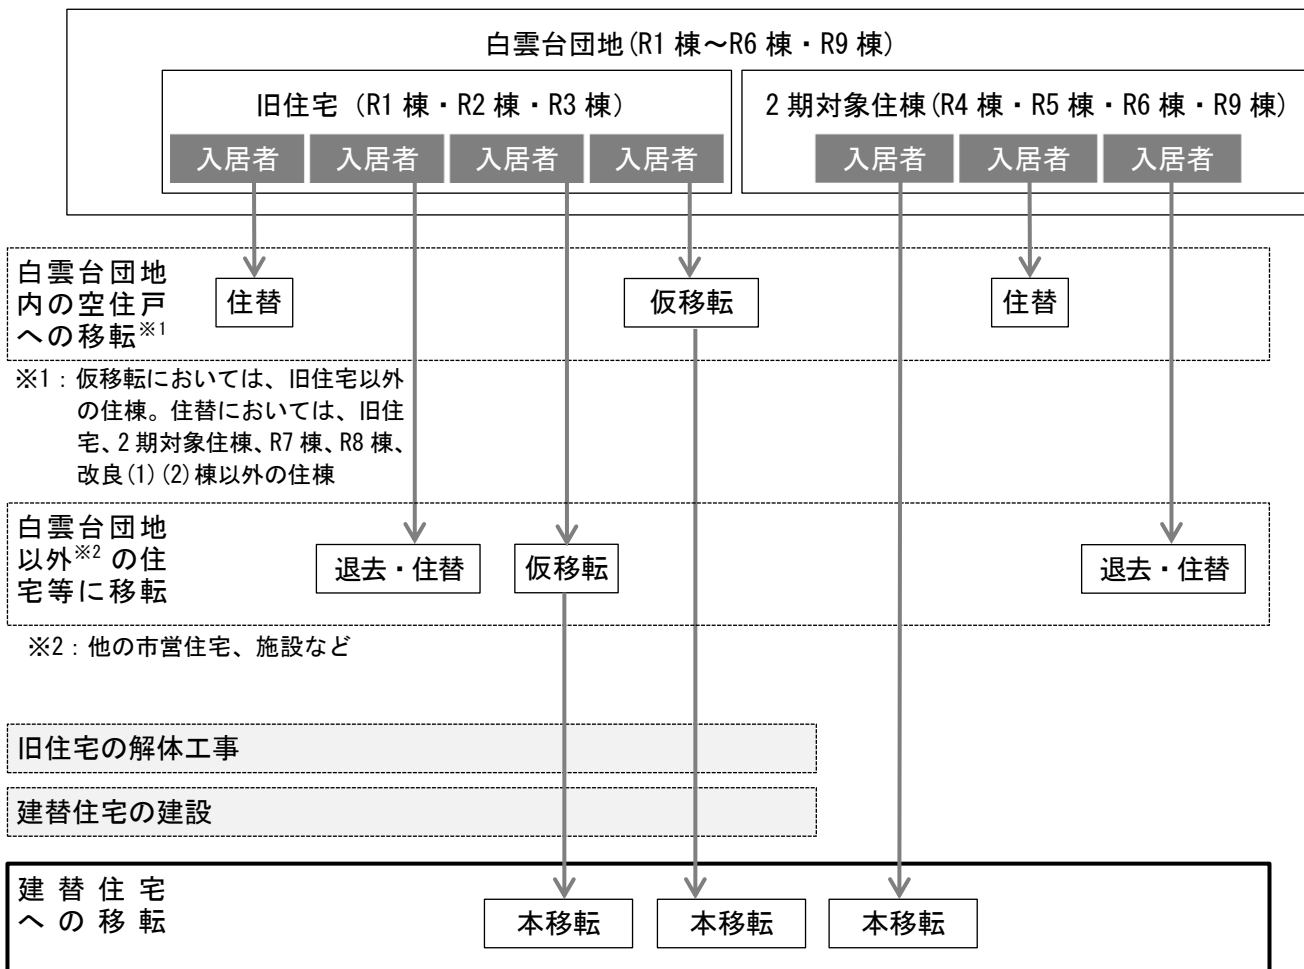 白雲台団地(R1 棟～R6 棟・R9 棟)
旧住宅（R1 棟・R2 棟・R3 棟）
2 期対象住棟(R4 棟・R5 棟・R6 棟・R9 棟)
入居者
入居者
入居者
入居者
入居者
入居者
入居者
白雲台団地
内の空住戸
への移転※1
住替
仮移転
住替
※1：仮移転においては、旧住宅以外
の住棟。住替においては、旧住
宅、2 期対象住棟、R7 棟、R8 棟、
改良(1)(2)棟以外の住棟
白雲台団地
以外※2 の住
宅等に移転
退去・住替
仮移転
退去・住替
※2：他の市営住宅、施設など
旧住宅の解体工事
建替住宅の建設
建替住宅
への移転
本移転
本移転
本移転